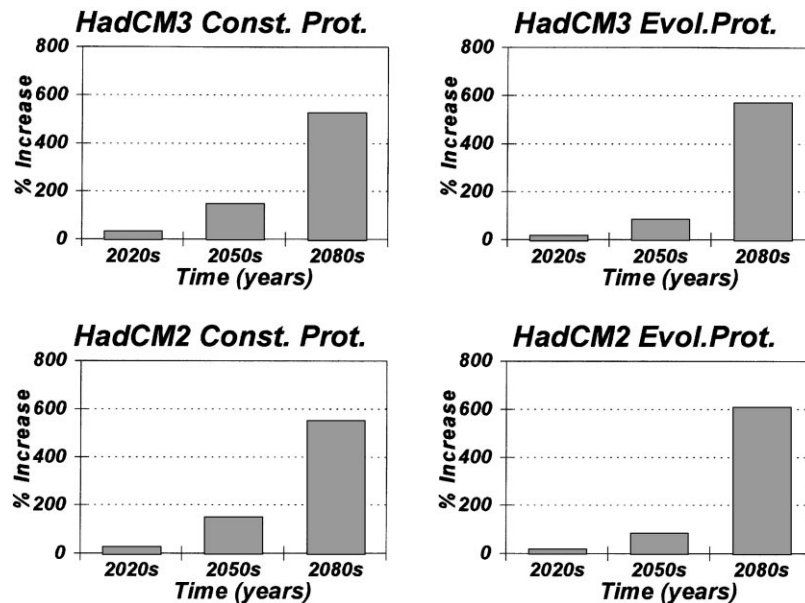 HadCM3 Const. Prot.
800
600
400
200
0
% Increase
2020s 2050s 2080s
Time (years)
HadCM3 Evol.Prot.
800
600
400
200
0
% Increase
2020s 2050s 2080s
Time (years)
HadCM2 Const. Prot.
800
600
400
200
0
% Increase
2020s 2050s 2080s
Time (years)
HadCM2 Evol.Prot.
800
600
400
200
0
% Increase
2020s 2050s 2080s
Time (years)